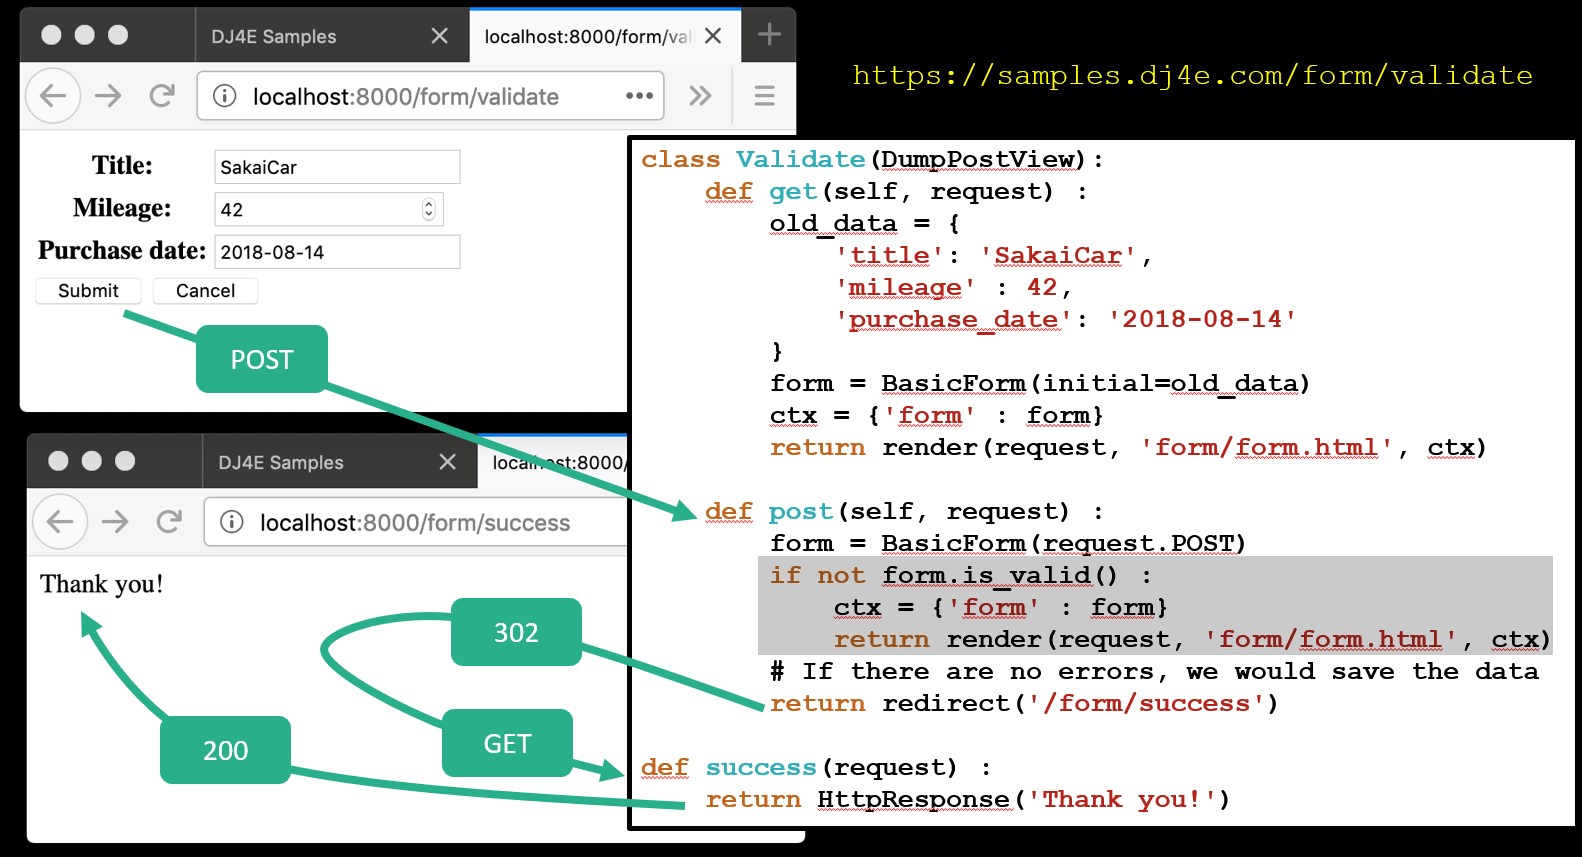 DJ4E Samples
localhost:8000/form/val
https://samples.dj4e.com/form/validate
localhost:8000/form/validate
Title:
SakaiCar
Mileage:
42
Purchase date:
2018-08-14
Submit
Cancel
POST
class Validate(DumpPostView):
    def get(self, request) :
        old_data = {
            'title': 'SakaiCar',
            'mileage' : 42,
            'purchase_date': '2018-08-14'
        }
        form = BasicForm(initial=old_data)
        ctx = {'form' : form}
        return render(request, 'form/form.html', ctx)
    def post(self, request) :
        form = BasicForm(request.POST)
        if not form.is_valid() :
            ctx = {'form' : form}
            return render(request, 'form/form.html', ctx)
        # If there are no errors, we would save the data
        return redirect('/form/success')
def success(request) :
    return HttpResponse('Thank you!')
DJ4E Samples
localhost:8000/
localhost:8000/form/success
Thank you!
302
GET
200